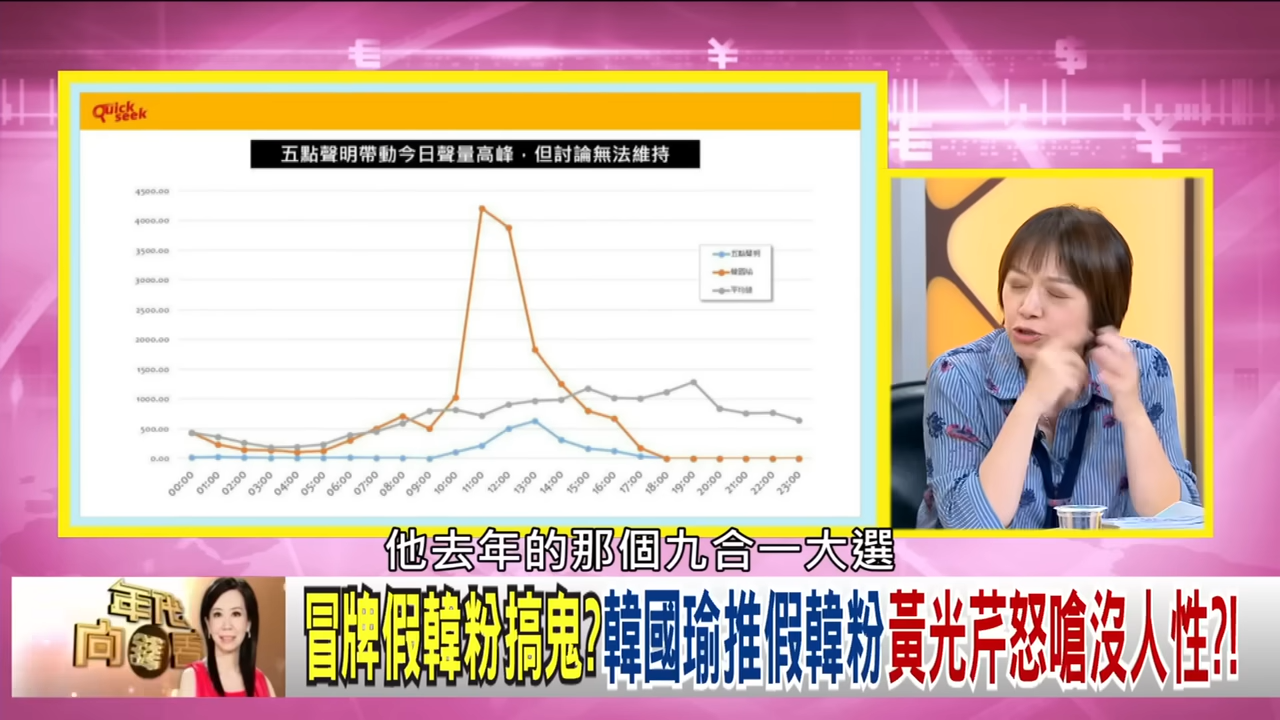 Quick
seek
五點聲明帶動今日聲量高峰，但討論無法維持
4500.00
4000.00
3500.00
3000.00
2500.00
2000.00
1500.00
1000.00
500.00
0.00
五點聲明
韓國瑜
平均值
00:00 01:00 02:00 03:00 04:00 05:00 06:00 07:00 08:00 09:00 10:00 11:00 12:00 13:00 14:00 15:00 16:00 17:00 18:00 19:00 20:00 21:00 22:00 23:00
他去年的那個九合一大選
年代
向錢看
冒牌假韓粉搞鬼?韓國瑜推假韓粉黃光芹怒嗆沒人性?!